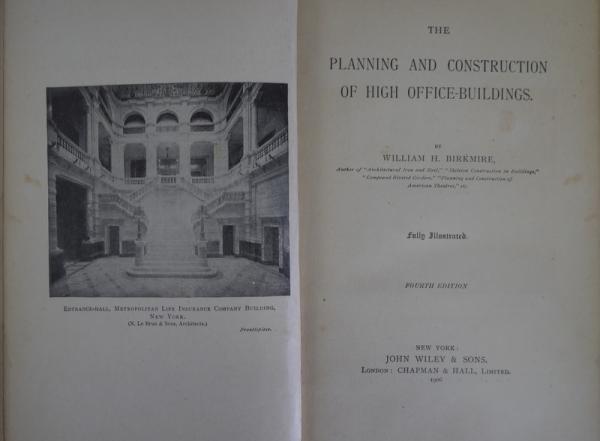 Entrance-hall, Metropolitan Life Insurance Company Building,
New York.
(N. Le Brun & Sons, Architects.)
Frontispiece.
THE
PLANNING AND CONSTRUCTION
OF HIGH OFFICE-BUILDINGS.
BY
WILLIAM H. BIRKMIRE,
Author of "Architectural Iron and Steel," "Skeleton Construction in Buildings,"
"Compound Riveted Girders," "Planning and Construction of
American Theatres," etc.
Fully Illustrated.
FOURTH EDITION
NEW YORK:
JOHN WILEY & SONS.
London: CHAPMAN & HALL, Limited.
1906